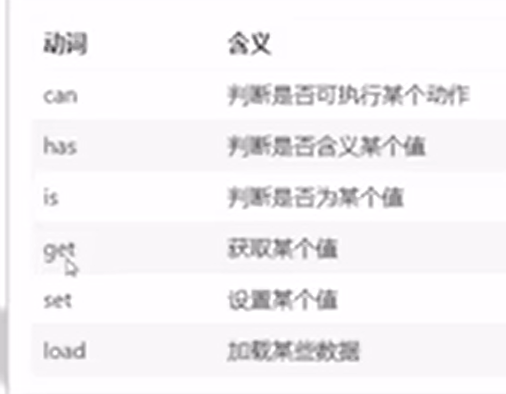 动词 含义
can 判断是否可执行某个动作
has 判断是否含义某个值
is 判断是否为某个值
get 获取某个值
set 设置某个值
load 加载某些数据